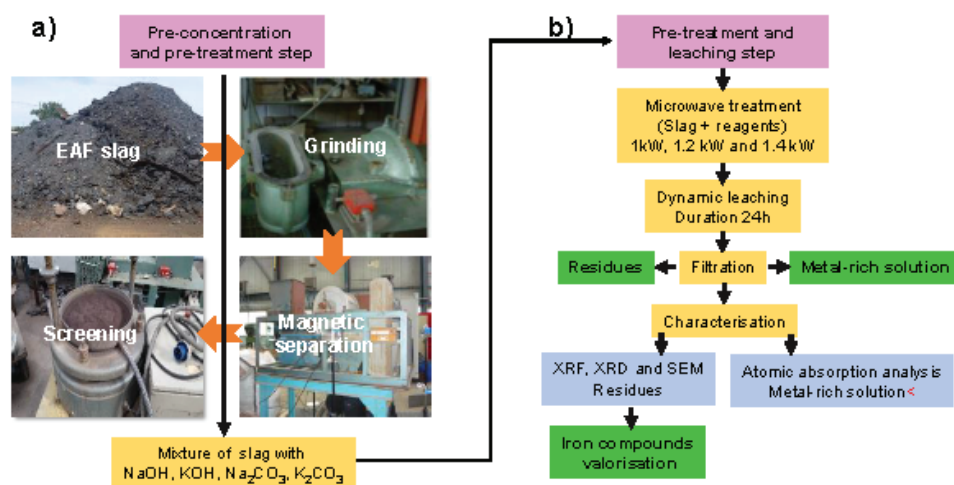 a)
Pre-concentration
and pre-treatment step
EAF slag
Grinding
Screening
Magnetic
separation
Mixture of slag with
NaOH, KOH, Na₂CO₃, K₂CO₃
b)
Pre-treatment and
leaching step
Microwave treatment
(Slag + reagents)
1kW, 1.2 kW and 1.4 kW
Dynamic leaching
Duration 24h
Residues
Filtration
Metal-rich solution
Characterisation
XRF, XRD and SEM
Residues
Atomic absorption analysis
Metal-rich solution<
Iron compounds
valorisation